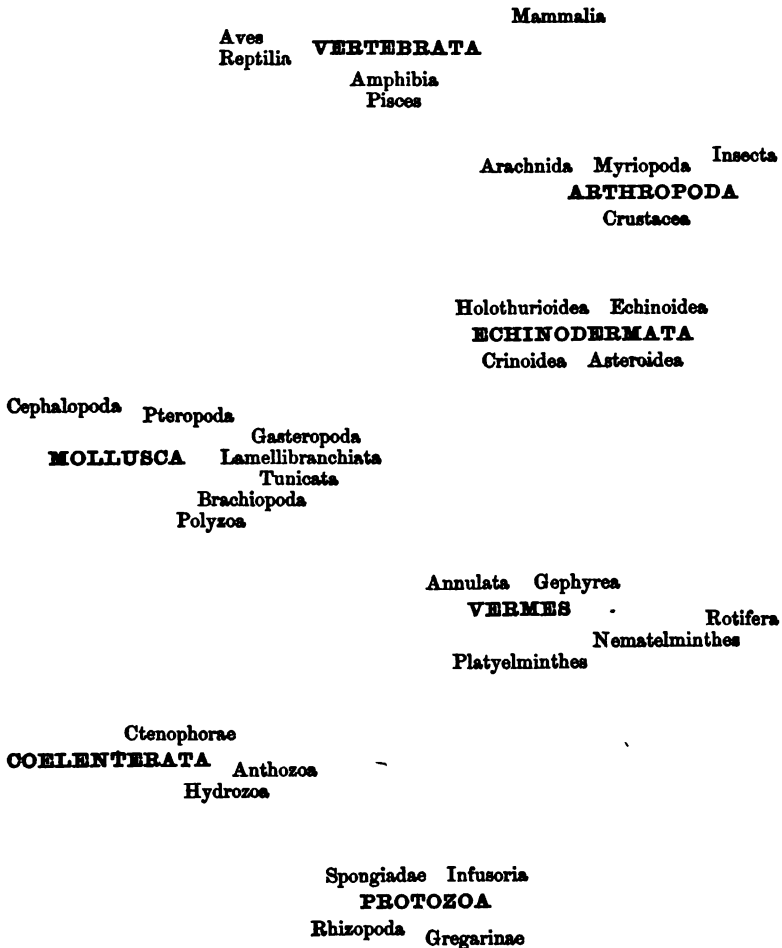 Mammalia
Aves VERTEBRATA
Reptilia
Amphibia
Pisces
Insecta
Arachnida Myriopoda
ARTHROPODA
Crustacea
Holothurioidea Echinoidea
ECHINODERMATA
Crinoidea Asteroidea
Cephalopoda Pteropoda
Gasteropoda
MOLLUSCA Lamellibranchiata
Tunicata
Brachiopoda
Polyzoa
Annulata Gephyrea
VERMES
Rotifera
Nematelminthes
Platyelminthes
Ctenophorae
COELENTERATA
Anthozoa
Hydrozoa
Spongiadae Infusoria
PROTOZOA
Rhizopoda Gregarinae